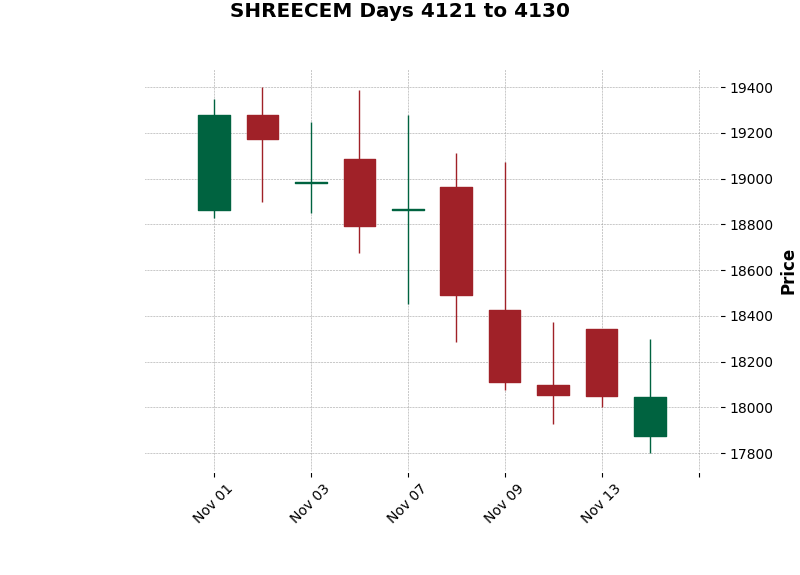 SHREECEM Days 4121 to 4130
19400
19200
19000
18800
18600
18400
18200
18000
17800
Price
Nov 01
Nov 03
Nov 07
Nov 09
Nov 13